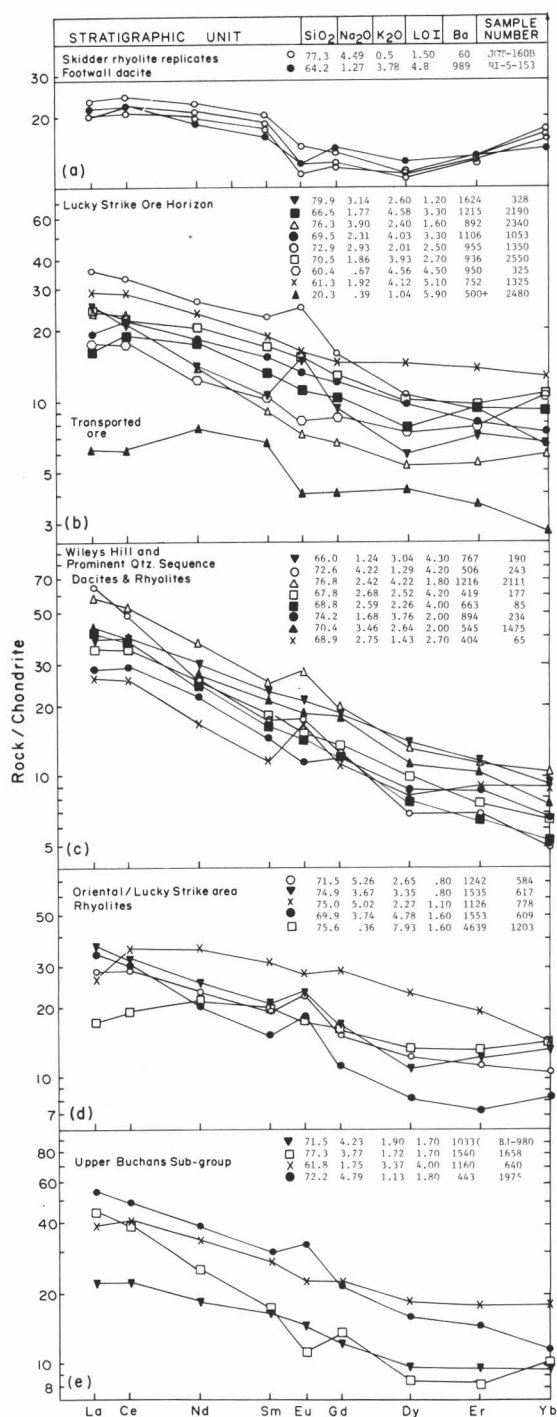 STRATIGRAPHIC UNIT SiO2 Na2O K2O LOI Ba SAMPLE NUMBER
Skidder rhyolite replicates 77.3 4.49 0.5 1.50 60
Footwall dacite 64.2 1.27 3.78 4.8 989
30
20
(a)
Lucky Strike Ore Horizon
79.9 3.14 2.60 1.20 1624 328
66.6 1.77 4.58 3.30 1215 2190
76.3 3.90 2.40 1.60 892 2340
69.5 2.31 4.03 3.30 1106 1053
72.9 2.93 2.01 2.50 955 1350
70.5 1.86 3.93 2.70 936 2550
60.4 .67 4.56 4.50 950 325
61.3 1.92 4.12 5.10 752 1325
20.3 .39 1.04 5.90 500+ 2480
60
40
30
20
10
5
3
Transported ore
(b)
Wileys Hill and
Prominent Qtz. Sequence
Dacites & Rhyolites
66.0 1.24 3.04 4.30 767 190
72.6 4.22 1.29 4.20 506 243
76.8 2.42 4.22 1.80 1216 2111
67.8 2.68 2.52 4.20 419 177
68.8 2.59 2.26 4.00 663 85
74.2 1.68 3.76 2.00 894 234
70.4 3.46 2.64 2.00 545 1475
68.9 2.75 1.43 2.70 404 65
70
50
30
20
10
5
(c)
Rock / Chondrite
Oriental/Lucky Strike area
Rhyolites
71.5 5.26 2.65 .80 1242 584
74.9 3.67 3.35 .80 1535 617
75.0 5.02 2.27 1.10 1126 778
69.9 3.74 4.78 1.60 1553 609
75.6 .36 7.93 1.60 4639 1203
50
30
20
10
7
(d)
Upper Buchans Sub-group
71.5 4.23 1.90 1.70 1033( BJ-980
77.3 3.77 1.72 1.70 1540 1658
61.8 1.75 3.37 4.00 1160 640
72.2 4.79 1.13 1.80 443 1975
80
60
40
20
10
8
(e)
La Ce Nd Sm Eu Gd Dy Er Yb